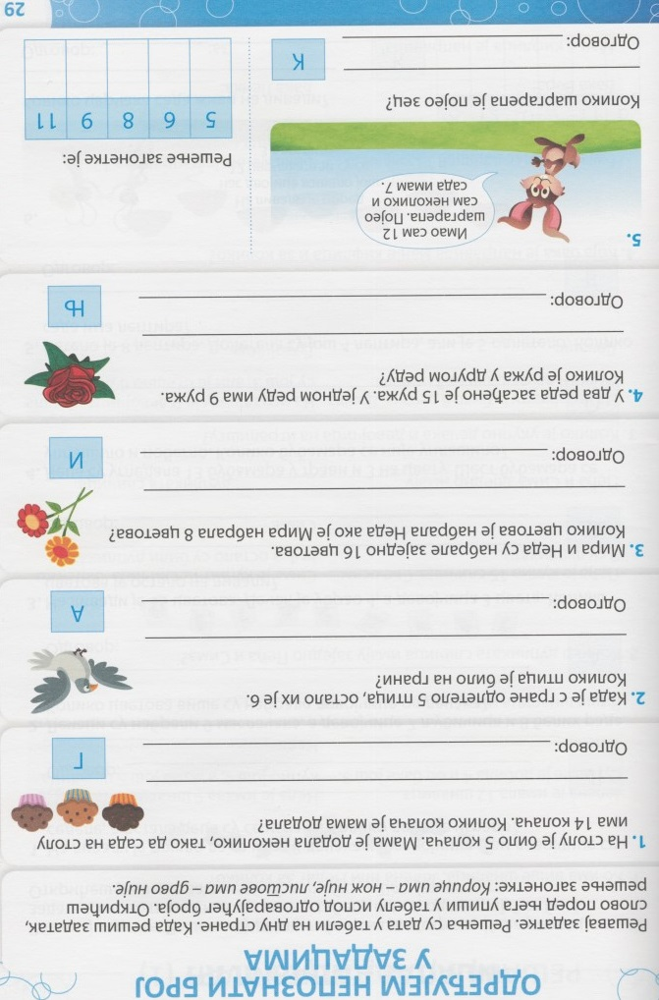 ОДРЕЂУЈЕМ НЕПОЗНАТИ БРОЈ
У ЗАДАЦИМА
Решавај задатке. Решења су дата у табели на дну стране. Када решиш задатак,
слово поред њега упиши у табелу испод одговарајућег броја. Открићеш
решење загонетке: Корице има – нож није, листове има – дрво није.
1. На столу је било 5 колача. Мама је додала неколико, тако да сада на столу
има 14 колача. Колико колача је мама додала?
Г
Одговор:
2. Када је с гране одлетело 5 птица, остало их је 6.
Колико птица је било на грани?
А
Одговор:
3. Мира и Неда су набрале заједно 16 цветова.
Колико цветова је набрала Неда ако је Мира набрала 8 цветова?
И
Одговор:
4. У два реда засађено је 15 ружа. У једном реду има 9 ружа.
Колико је ружа у другом реду?
Њ
Одговор:
5.
Имао сам 12
шаргарепа. Појео
сам неколико и
сада имам 7.
Колико шаргарепа је појео зец?
К
Одговор:
Решење загонетке је:
5 6 8 9 11
29